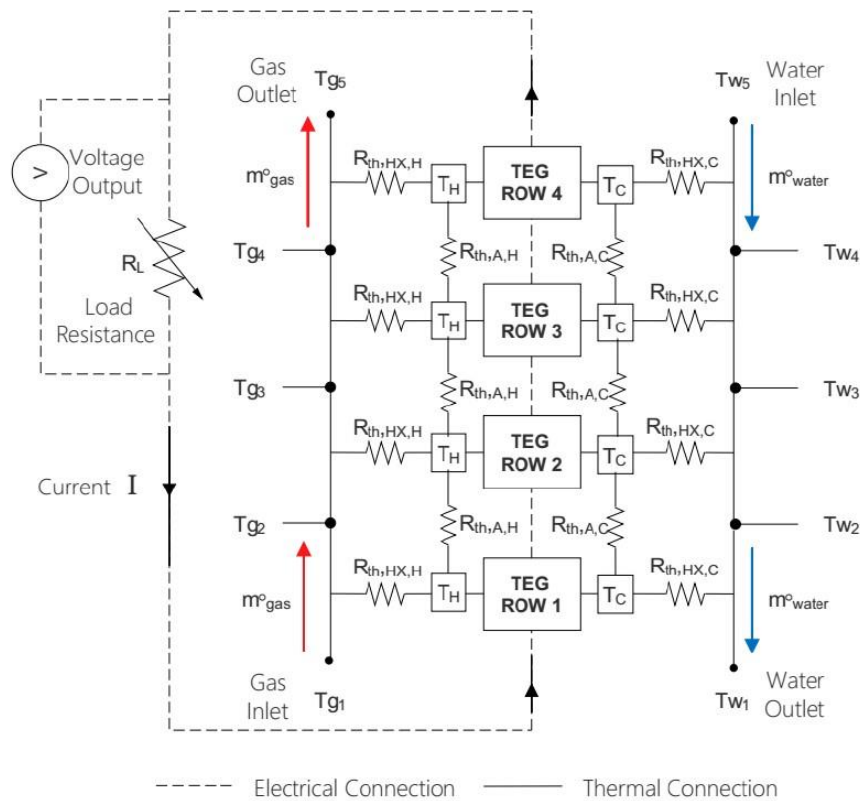 Gas
Outlet
Tg5
Tw5
Water
Inlet
V
Voltage
Output
m°gas
Rth,HX,H
TH
TEG
ROW 4
TC
Rth,HX,C
m°water
Tg4
Rth,A,H
Rth,A,C
Tw4
RL
Load
Resistance
Rth,HX,H
TH
TEG
ROW 3
TC
Rth,HX,C
Tg3
Rth,A,H
Rth,A,C
Tw3
Rth,HX,H
TH
TEG
ROW 2
TC
Rth,HX,C
Current I
Tg2
Rth,A,H
Rth,A,C
Tw2
m°gas
Rth,HX,H
TH
TEG
ROW 1
TC
Rth,HX,C
m°water
Gas
Inlet
Tg1
Tw1
Water
Outlet
Electrical Connection
Thermal Connection